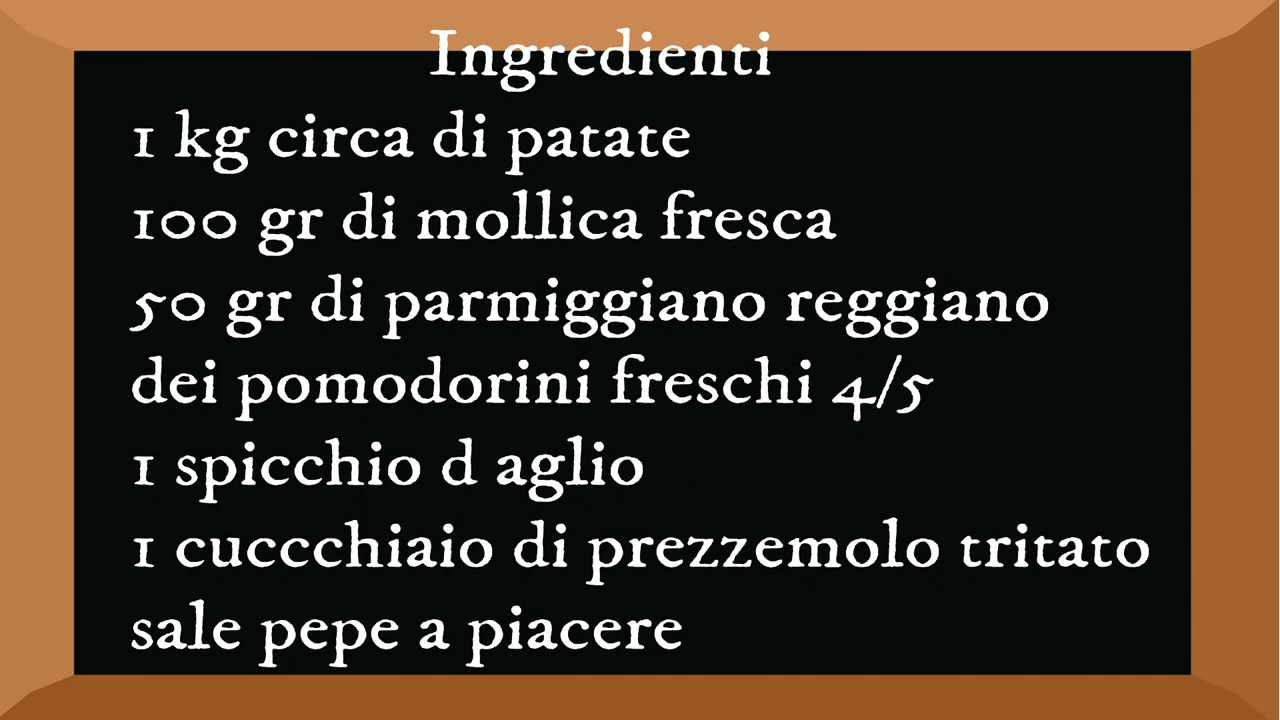 Ingredienti
1 kg circa di patate
100 gr di mollica fresca
50 gr di parmiggiano reggiano
dei pomodorini freschi 4/5
1 spicchio d aglio
1 cuccchiaio di prezzemolo tritato
sale pepe a piacere